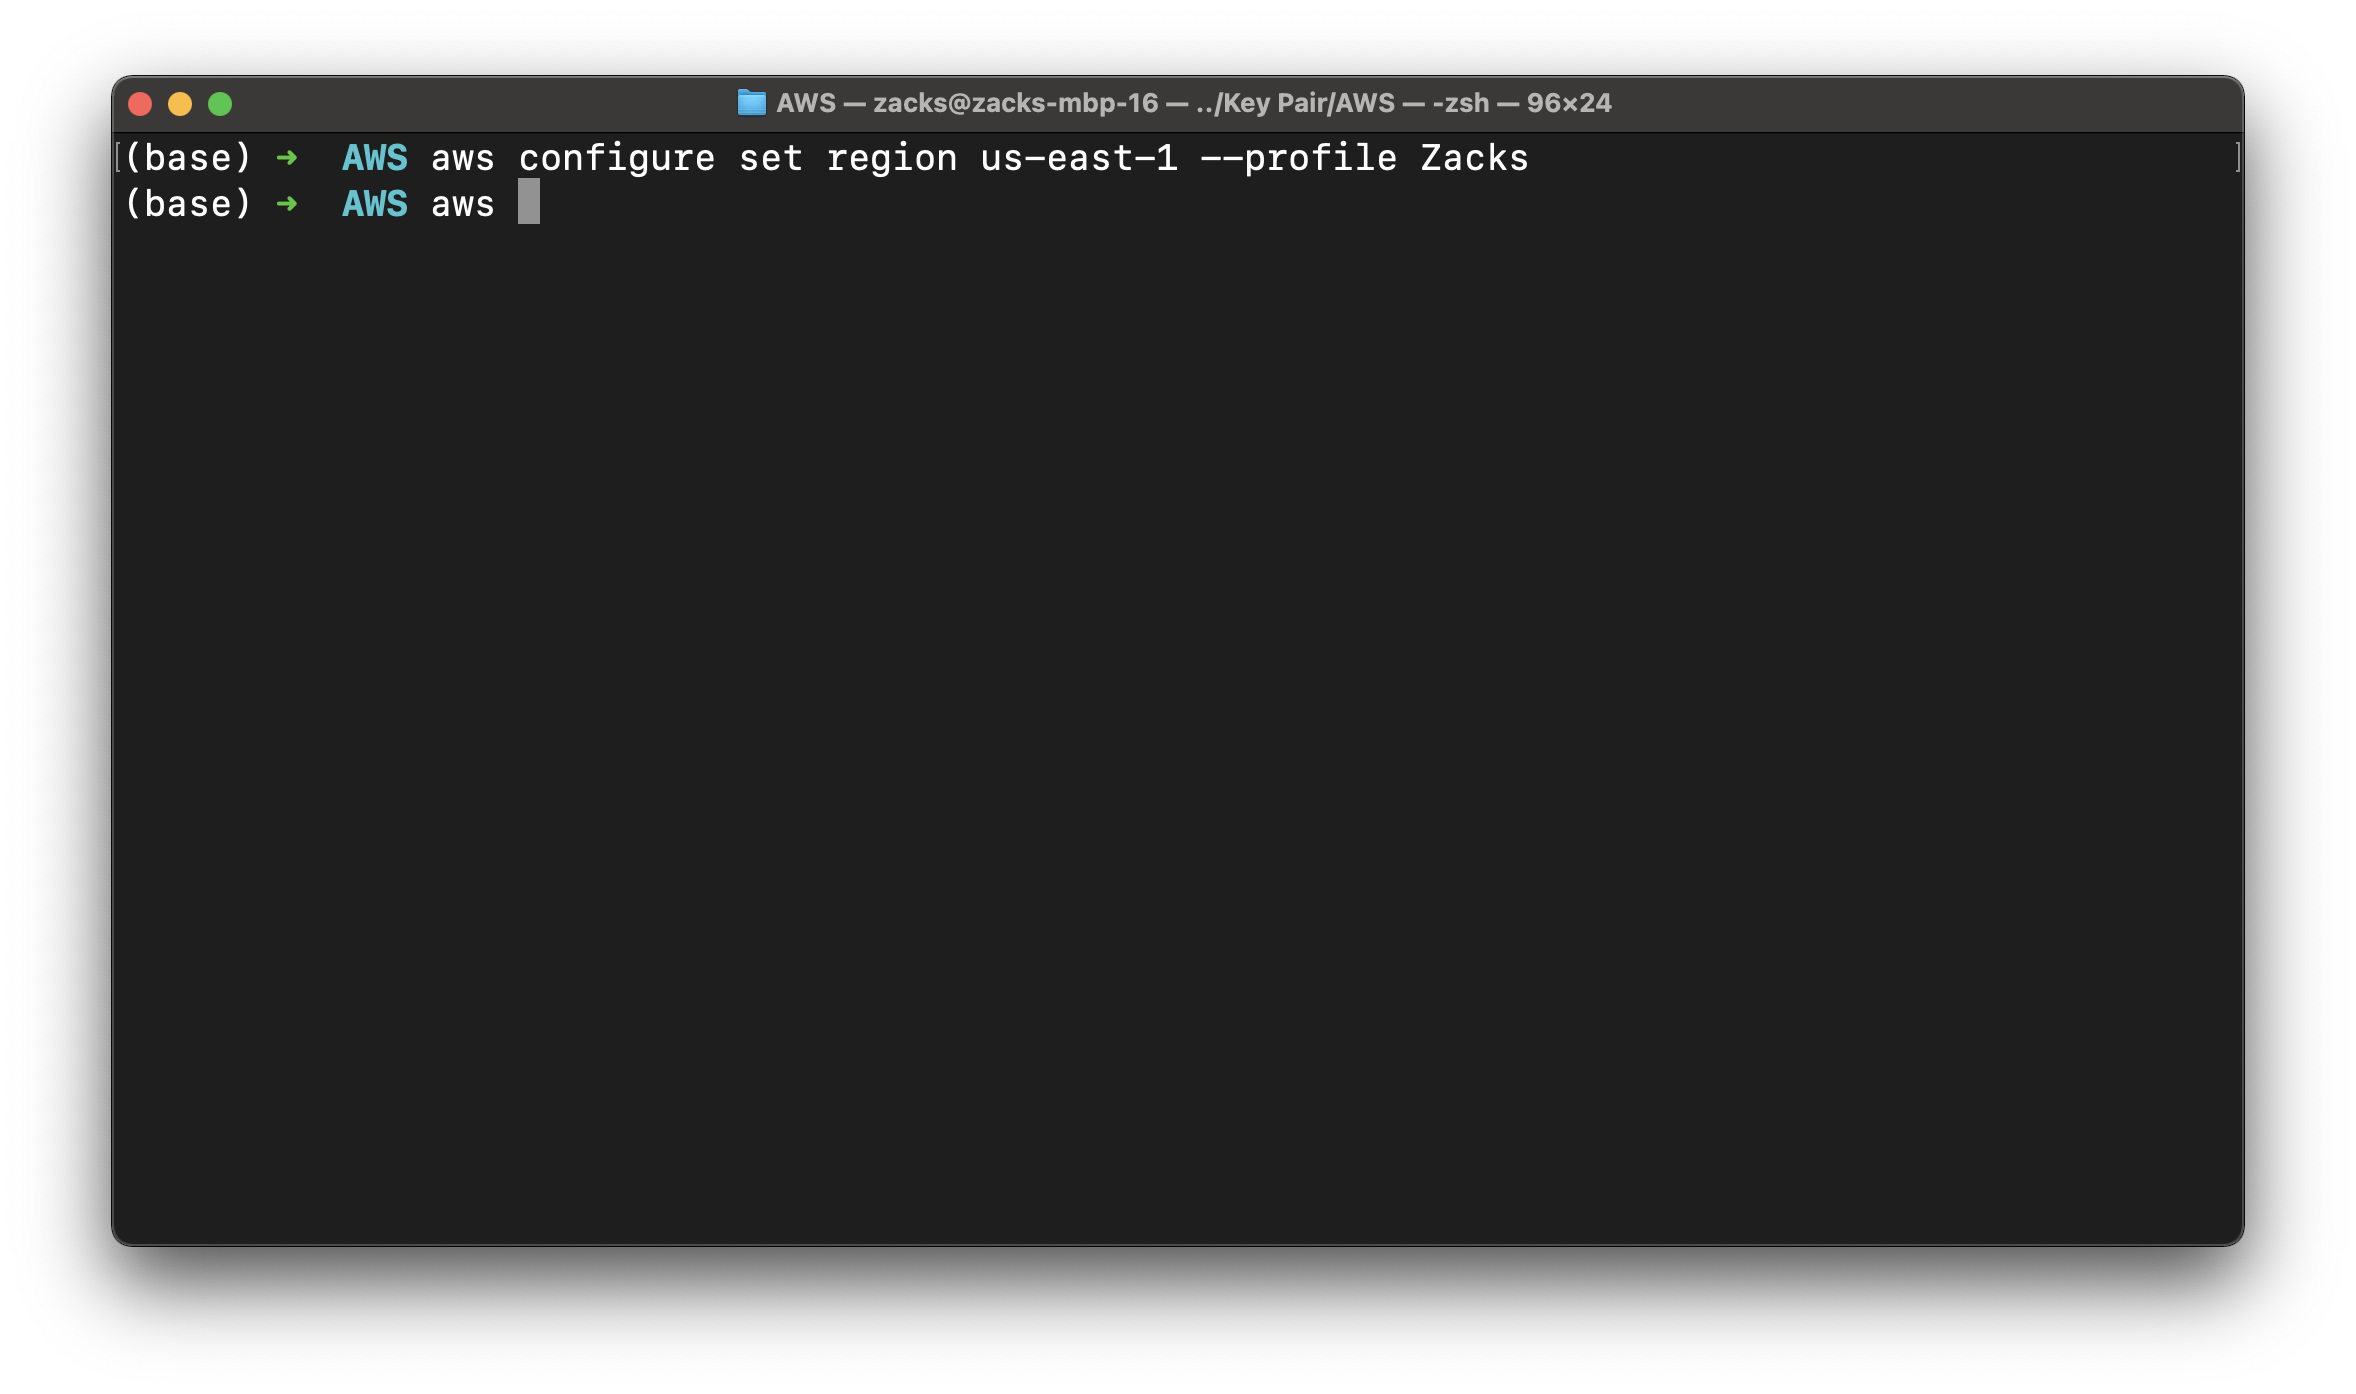 AWS — zacks@zacks-mbp-16 — ../Key Pair/AWS — -zsh — 96×24
[(base) ➜  AWS aws configure set region us-east-1 --profile Zacks ]
(base) ➜  AWS aws